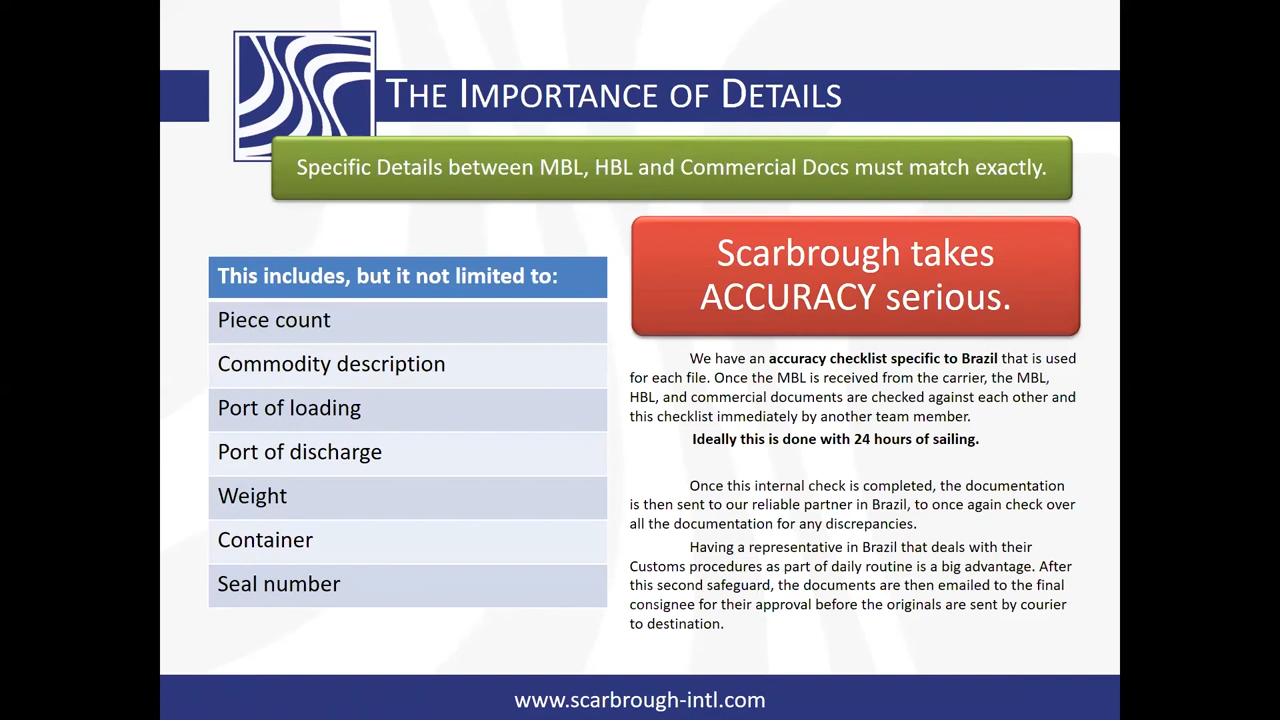 THE IMPORTANCE OF DETAILS
Specific Details between MBL, HBL and Commercial Docs must match exactly.
This includes, but it not limited to:
Piece count
Commodity description
Port of loading
Port of discharge
Weight
Container
Seal number
Scarbrough takes
ACCURACY serious.
We have an accuracy checklist specific to Brazil that is used
for each file. Once the MBL is received from the carrier, the MBL,
HBL, and commercial documents are checked against each other and
this checklist immediately by another team member.
Ideally this is done with 24 hours of sailing.
Once this internal check is completed, the documentation
is then sent to our reliable partner in Brazil, to once again check over
all the documentation for any discrepancies.
Having a representative in Brazil that deals with their
Customs procedures as part of daily routine is a big advantage. After
this second safeguard, the documents are then emailed to the final
consignee for their approval before the originals are sent by courier
to destination.
www.scarbrough-intl.com